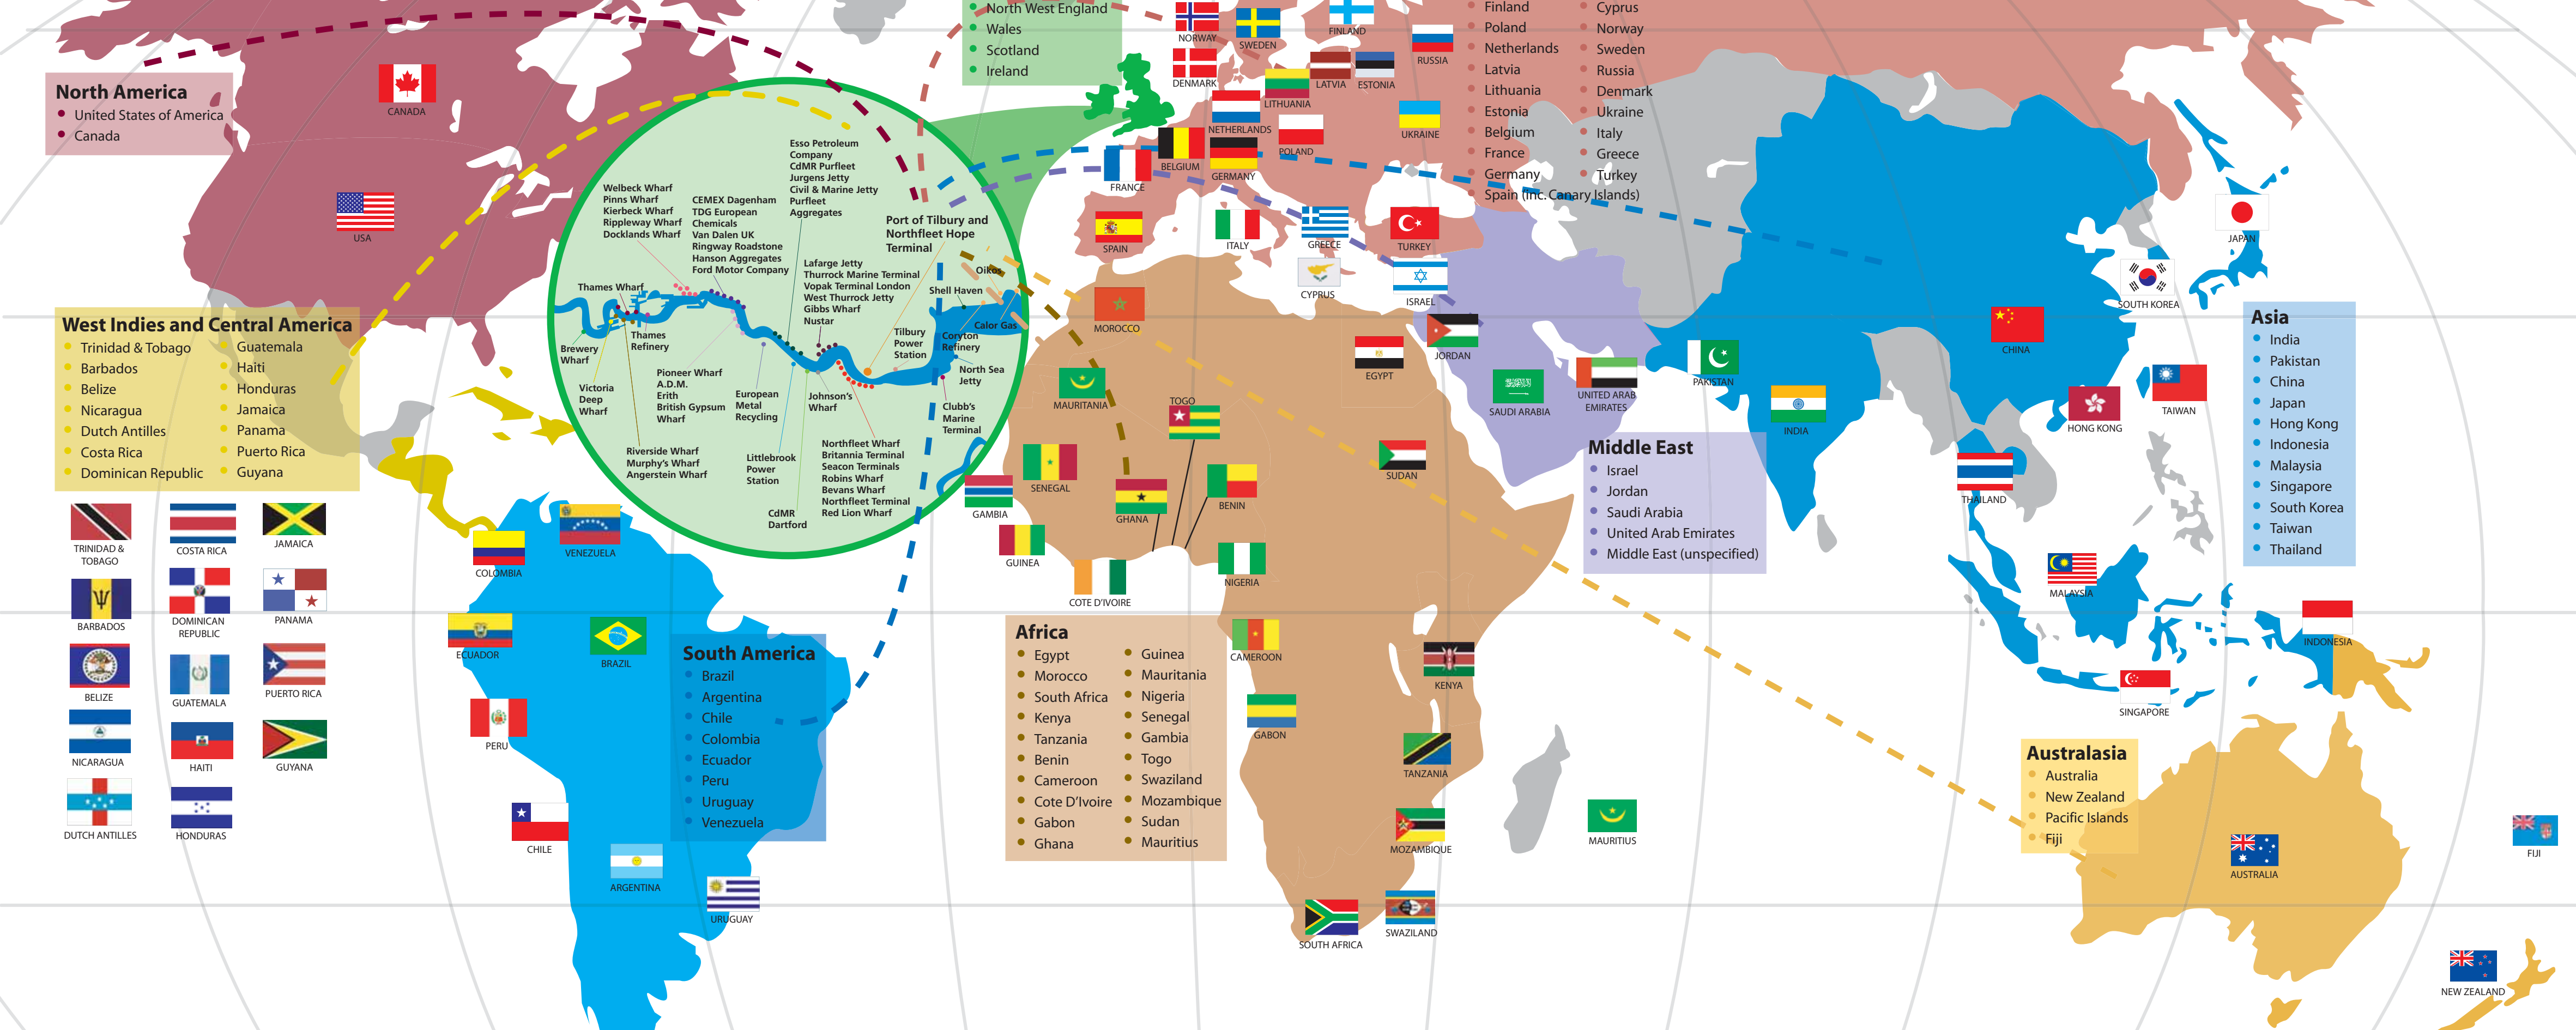 North West England
Wales
Scotland
Ireland
Finland
Poland
Netherlands
Latvia
Lithuania
Estonia
Belgium
France
Germany
Spain (inc. Canary Islands)
Cyprus
Norway
Sweden
Russia
Denmark
Ukraine
Italy
Greece
Turkey
North America
United States of America
Canada
CANADA
USA
NORWAY
SWEDEN
FINLAND
RUSSIA
DENMARK
LATVIA
ESTONIA
LITHUANIA
NETHERLANDS
POLAND
UKRAINE
BELGIUM
GERMANY
FRANCE
SPAIN
ITALY
GREECE
TURKEY
CYPRUS
ISRAEL
JORDAN
Welbeck Wharf
Pinns Wharf
Kierbeck Wharf
Rippleway Wharf
Docklands Wharf
CEMEX Dagenham
TDG European
Chemicals
Van Dalen UK
Ringway Roadstone
Hanson Aggregates
Ford Motor Company
Esso Petroleum
Company
CdMR Purfleet
Jurgens Jetty
Civil & Marine Jetty
Purfleet
Aggregates
Port of Tilbury and
Northfleet Hope
Terminal
Lafarge Jetty
Thurrock Marine Terminal
Vopak Terminal London
West Thurrock Jetty
Gibbs Wharf
Nustar
Oikos
Shell Haven
Calor Gas
Coryton
Refinery
Tilbury
Power
Station
North Sea
Jetty
Clubb's
Marine
Terminal
Thames Wharf
Thames
Refinery
Brewery
Wharf
Victoria
Deep
Wharf
Pioneer Wharf
A.D.M.
Erith
British Gypsum
Wharf
European
Metal
Recycling
Johnson's
Wharf
Riverside Wharf
Murphy's Wharf
Angerstein Wharf
Littlebrook
Power
Station
CdMR
Dartford
Northfleet Wharf
Britannia Terminal
Seacon Terminals
Robins Wharf
Bevans Wharf
Northfleet Terminal
Red Lion Wharf
West Indies and Central America
Trinidad & Tobago
Barbados
Belize
Nicaragua
Dutch Antilles
Costa Rica
Dominican Republic
Guatemala
Haiti
Honduras
Jamaica
Panama
Puerto Rica
Guyana
TRINIDAD &
TOBAGO
COSTA RICA
JAMAICA
BARBADOS
DOMINICAN
REPUBLIC
PANAMA
BELIZE
GUATEMALA
PUERTO RICA
NICARAGUA
HAITI
GUYANA
DUTCH ANTILLES
HONDURAS
VENEZUELA
COLOMBIA
ECUADOR
BRAZIL
PERU
CHILE
ARGENTINA
URUGUAY
South America
Brazil
Argentina
Chile
Colombia
Ecuador
Peru
Uruguay
Venezuela
MOROCCO
EGYPT
MAURITANIA
TOGO
SENEGAL
GAMBIA
GUINEA
GHANA
BENIN
SUDAN
COTE D'IVOIRE
NIGERIA
CAMEROON
GABON
KENYA
TANZANIA
MOZAMBIQUE
MAURITIUS
SOUTH AFRICA
SWAZILAND
Africa
Egypt
Morocco
South Africa
Kenya
Tanzania
Benin
Cameroon
Cote D'Ivoire
Gabon
Ghana
Guinea
Mauritania
Nigeria
Senegal
Gambia
Togo
Swaziland
Mozambique
Sudan
Mauritius
SAUDI ARABIA
UNITED ARAB
EMIRATES
Middle East
Israel
Jordan
Saudi Arabia
United Arab Emirates
Middle East (unspecified)
PAKISTAN
INDIA
CHINA
JAPAN
SOUTH KOREA
TAIWAN
HONG KONG
THAILAND
MALAYSIA
SINGAPORE
INDONESIA
Asia
India
Pakistan
China
Japan
Hong Kong
Indonesia
Malaysia
Singapore
South Korea
Taiwan
Thailand
Australasia
Australia
New Zealand
Pacific Islands
Fiji
AUSTRALIA
FIJI
NEW ZEALAND